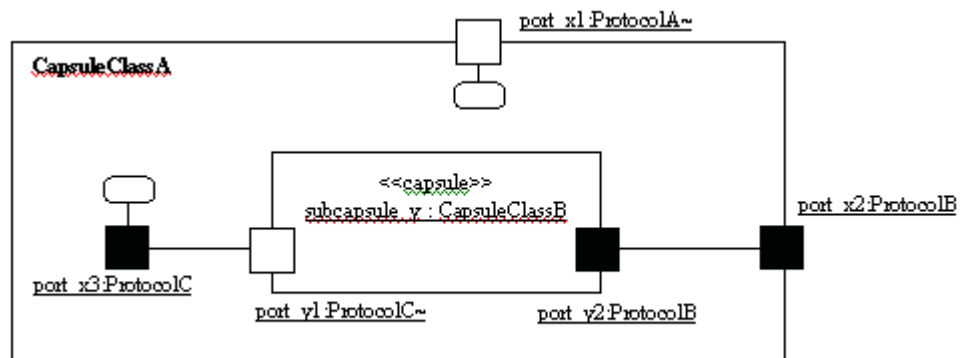 port_x1:ProtocolA~
CapsuleClassA
<<capsule>>
subcapsule_y : CapsuleClassB
port_x2:ProtocolB
port_x3:ProtocolC
port_y1:ProtocolC~
port_y2:ProtocolB